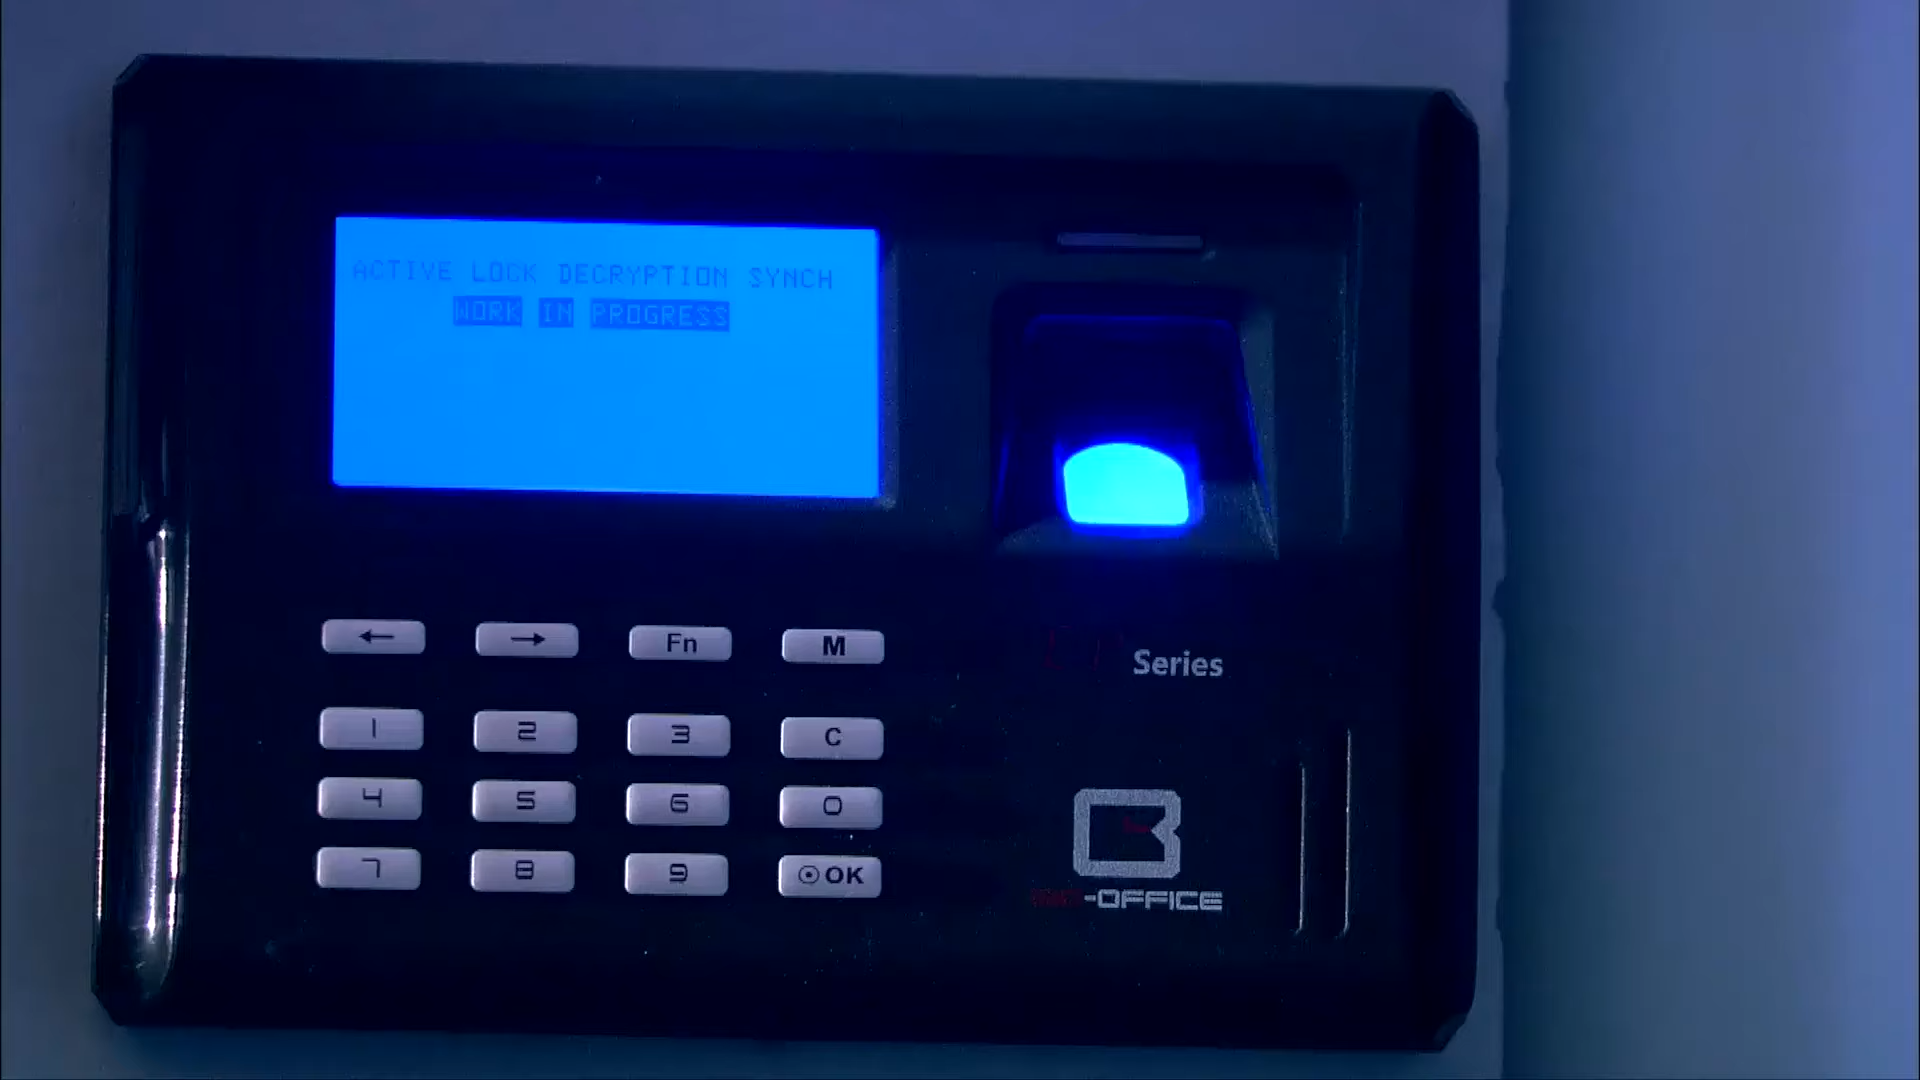 ACTIVE LOCK DECRYPTION SYNCH
WORK IN PROGRESS
← → Fn M
1 2 3 C
4 5 6 0
7 8 9 OK
Series
-OFFICE